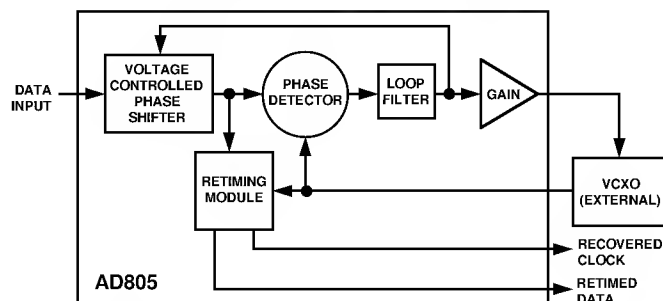 DATA
INPUT
VOLTAGE
CONTROLLED
PHASE
SHIFTER
PHASE
DETECTOR
LOOP
FILTER
GAIN
RETIMING
MODULE
VCXO
(EXTERNAL)
RECOVERED
CLOCK
RETIMED
DATA
AD805